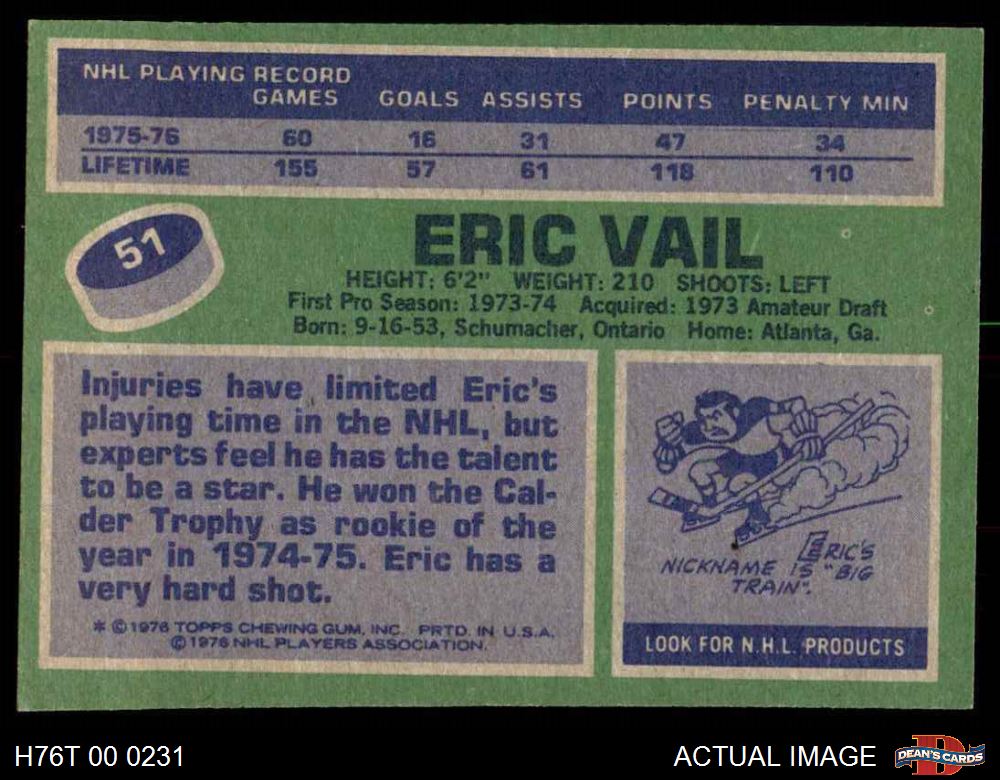 NHL PLAYING RECORD
GAMES GOALS ASSISTS POINTS PENALTY MIN
1975-76 60 16 31 47 34
LIFETIME 155 57 61 118 110
51
ERIC VAIL
HEIGHT: 6'2" WEIGHT: 210 SHOOTS: LEFT
First Pro Season: 1973-74 Acquired: 1973 Amateur Draft
Born: 9-16-53, Schumacher, Ontario Home: Atlanta, Ga.
Injuries have limited Eric's
playing time in the NHL, but
experts feel he has the talent
to be a star. He won the Cal-
der Trophy as rookie of the
year in 1974-75. Eric has a
very hard shot.
* © 1976 TOPPS CHEWING GUM, INC. PRTD. IN U.S.A.
© 1976 NHL PLAYERS ASSOCIATION.
ERIC'S
NICKNAME IS "BIG
TRAIN".
LOOK FOR N.H.L. PRODUCTS
H76T 00 0231
ACTUAL IMAGE
D
DEAN'S CARDS